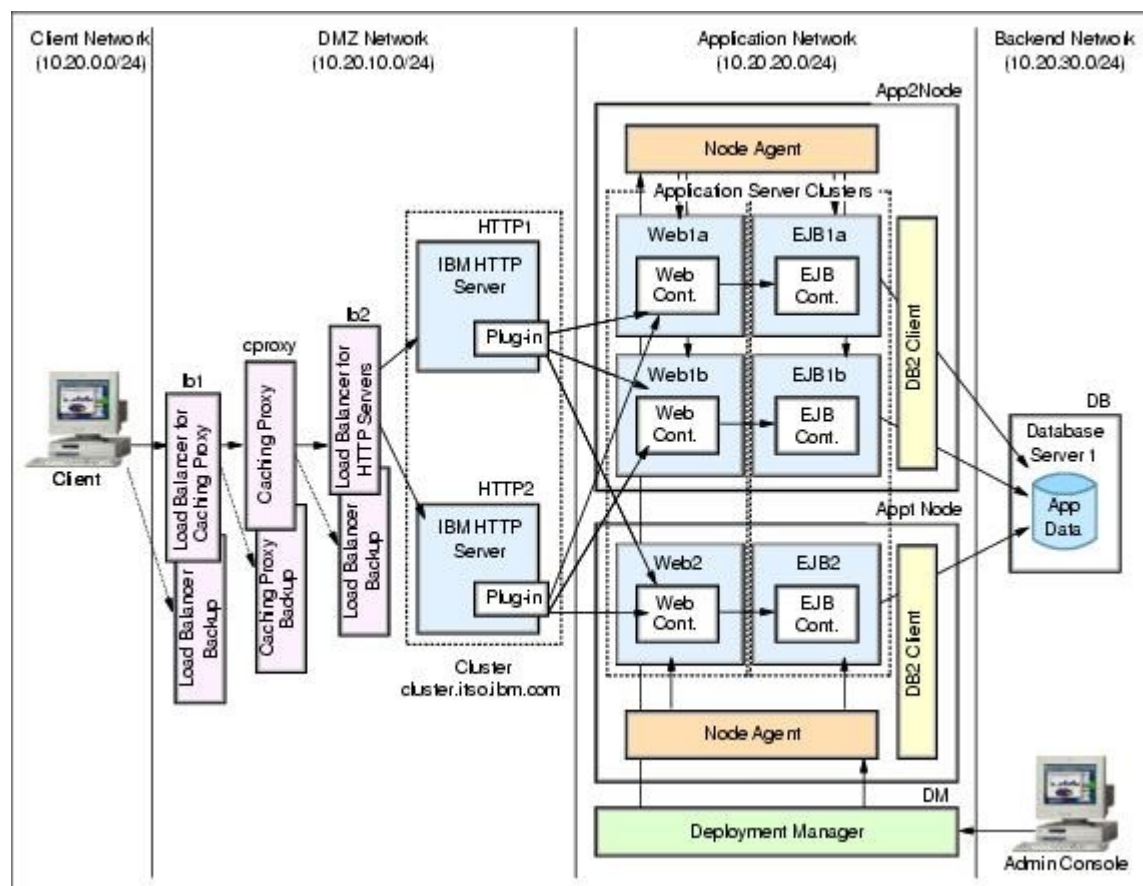 Client Network
(10.20.0.0/24)
DMZ Network
(10.20.10.0/24)
Application Network
(10.20.20.0/24)
Backend Network
(10.20.30.0/24)
Client
lb1
Load Balancer for
Caching Proxy
Load Balancer
Backup
cproxy
Caching Proxy
Caching Proxy
Backup
lb2
Load Balancer for
HTTP Servers
Load Balancer
Backup
HTTP1
IBM HTTP
Server
Plug-in
HTTP2
IBM HTTP
Server
Plug-in
Cluster
cluster.itso.ibm.com
App2Node
Node Agent
Application Server Clusters
Web1a
Web
Cont.
EJB1a
EJB
Cont.
Web1b
Web
Cont.
EJB1b
EJB
Cont.
DB2 Client
App1 Node
Web2
Web
Cont.
EJB2
EJB
Cont.
DB2 Client
Node Agent
DM
Deployment Manager
DB
Database
Server 1
App
Data
Admin Console